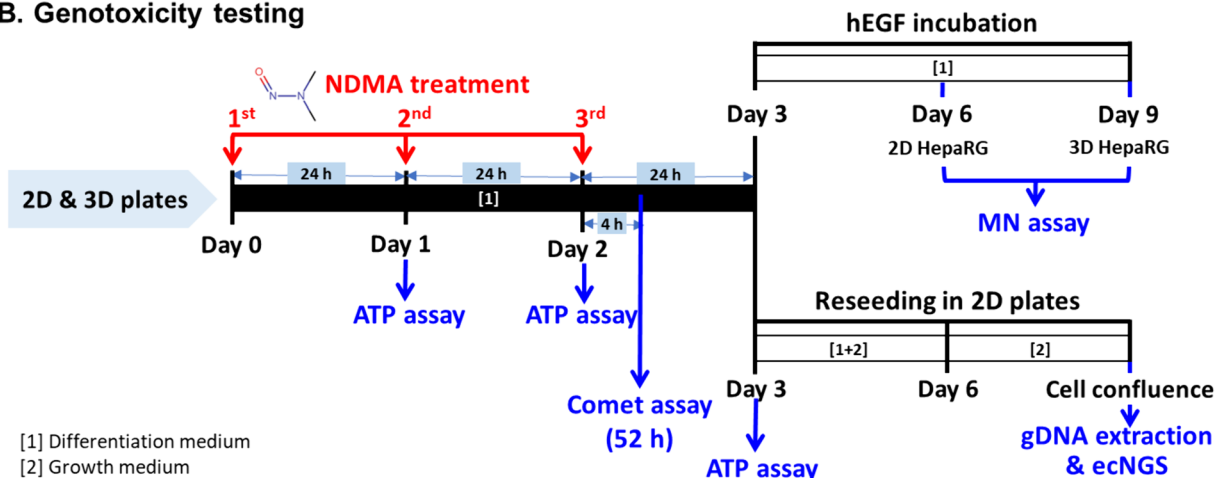 B. Genotoxicity testing
hEGF incubation
[1]
Day 3
Day 6
Day 9
2D HepaRG
3D HepaRG
MN assay
O
N
N
NDMA treatment
1st
2nd
3rd
24 h
24 h
24 h
2D & 3D plates
[1]
4 h
Day 0
Day 1
Day 2
ATP assay
ATP assay
Comet assay
(52 h)
Reseeding in 2D plates
[1+2]
[2]
Day 3
Day 6
Cell confluence
ATP assay
gDNA extraction
& ecNGS
[1] Differentiation medium
[2] Growth medium